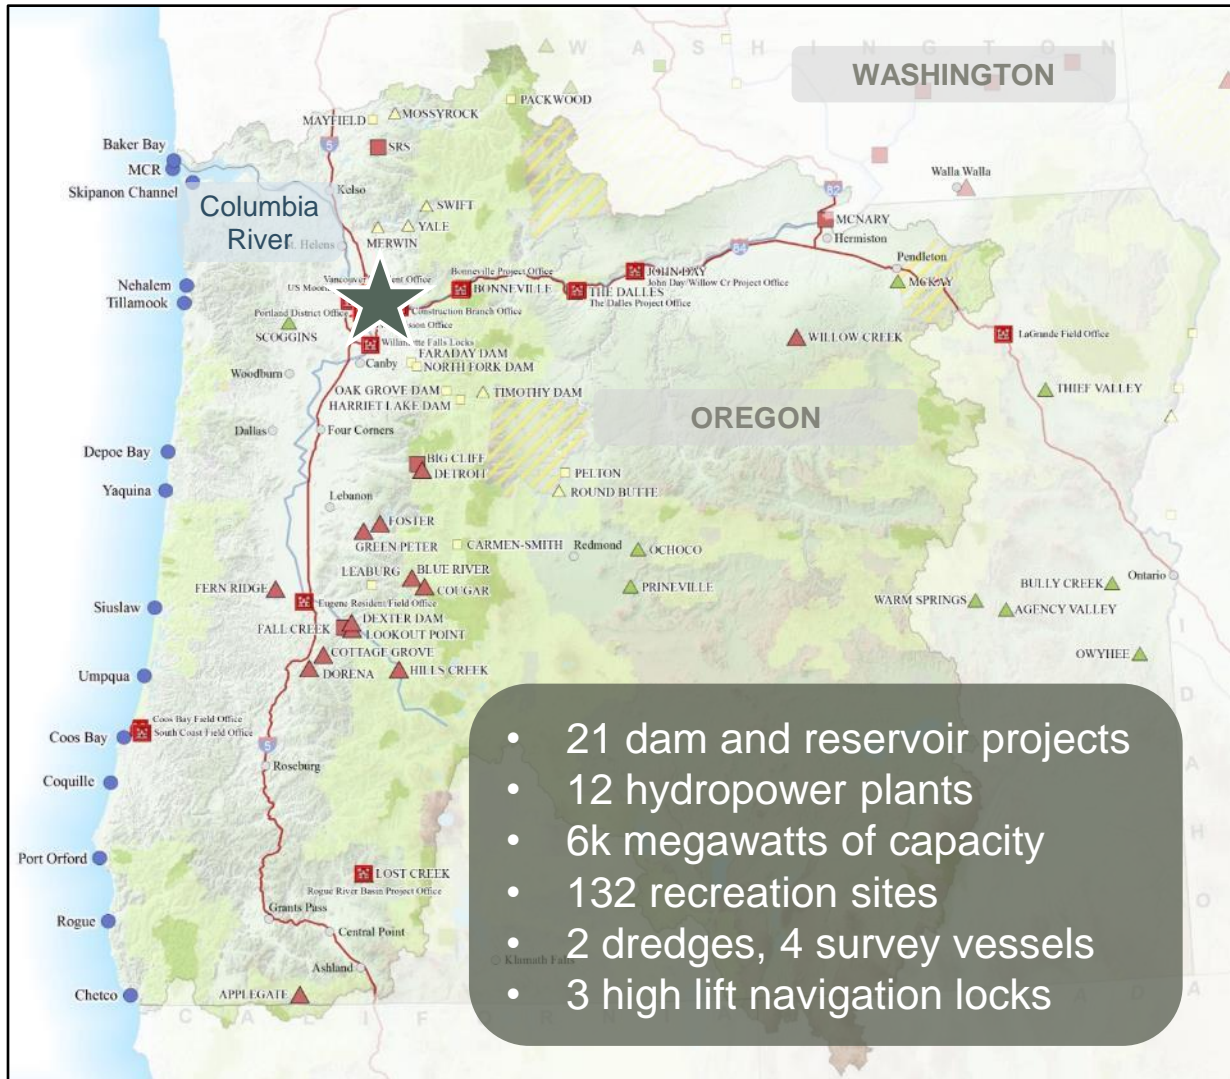 W A S H I N G T O N
WASHINGTON
PACKWOOD
MOSSYROCK
MAYFIELD
5
SRS
Baker Bay
MCR
Skipanon Channel
Walla Walla
Kelso
82
Columbia
River
SWIFT
YALE
MERWIN
MCNARY
Hermiston
St. Helens
84
Pendleton
Bonneville Project Office
JOHN DAY
John Day/Willow Cr Project Office
MCKAY
Nehalem
Tillamook
BONNEVILLE
THE DALLES
The Dalles Project Office
Portland District Office
Construction Branch Office
SCOGGINS
Willamette Falls Locks
WILLOW CREEK
LaGrande Field Office
Canby
FARADAY DAM
NORTH FORK DAM
Woodburn
OAK GROVE DAM
HARRIET LAKE DAM
TIMOTHY DAM
THIEF VALLEY
OREGON
Dallas
Four Corners
Depoe Bay
BIG CLIFF
DETROIT
PELTON
ROUND BUTTE
Yaquina
Lebanon
FOSTER
GREEN PETER
CARMEN-SMITH
Redmond
OCHOCO
LEABURG
BLUE RIVER
COUGAR
FERN RIDGE
PRINEVILLE
BULLY CREEK
Ontario
WARM SPRINGS
AGENCY VALLEY
Siuslaw
Eugene Resident Field Office
DEXTER DAM
FALL CREEK
LOOKOUT POINT
COTTAGE GROVE
DORENA
HILLS CREEK
OWYHEE
Umpqua
Coos Bay Field Office
South Coast Field Office
Coos Bay
5
Roseburg
Coquille
Port Orford
LOST CREEK
Rogue River Basin Project Office
Rogue
Grants Pass
Central Point
Ashland
Klamath Falls
Chetco
APPLEGATE
• 21 dam and reservoir projects
• 12 hydropower plants
• 6k megawatts of capacity
• 132 recreation sites
• 2 dredges, 4 survey vessels
• 3 high lift navigation locks